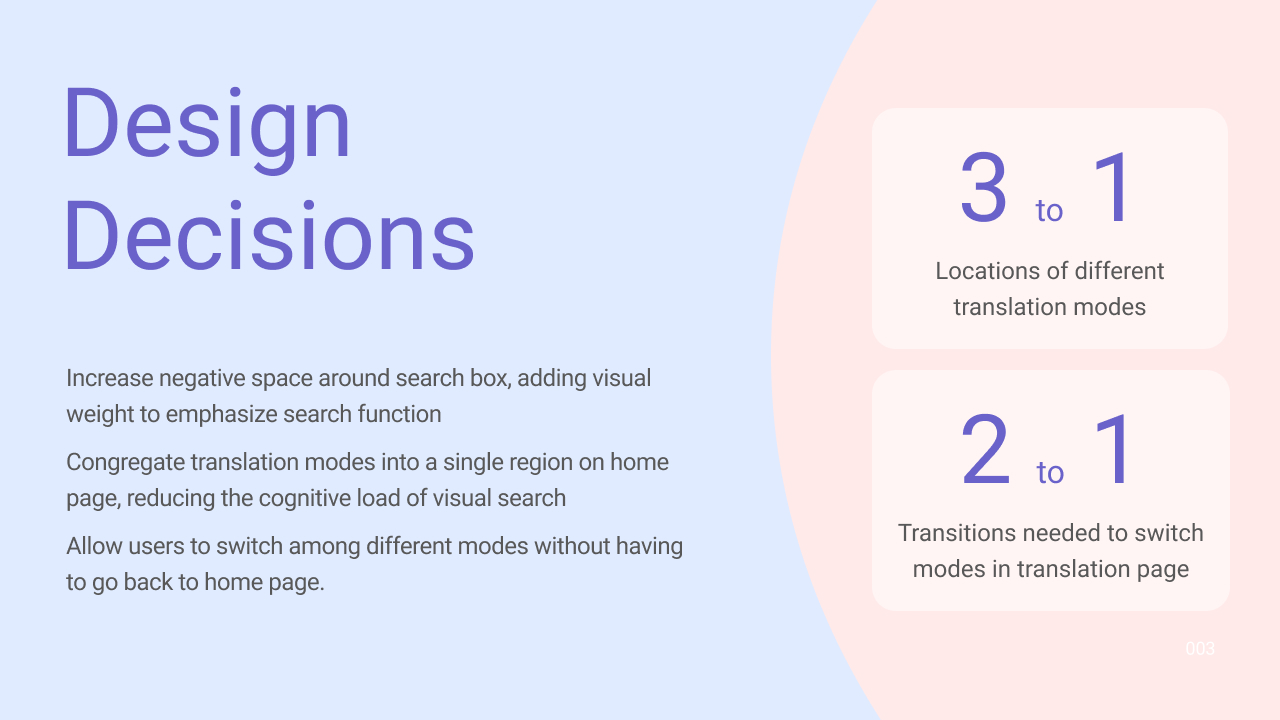 Design
Decisions
Increase negative space around search box, adding visual
weight to emphasize search function
Congregate translation modes into a single region on home
page, reducing the cognitive load of visual search
Allow users to switch among different modes without having
to go back to home page.
3 to 1
Locations of different
translation modes
2 to 1
Transitions needed to switch
modes in translation page
003